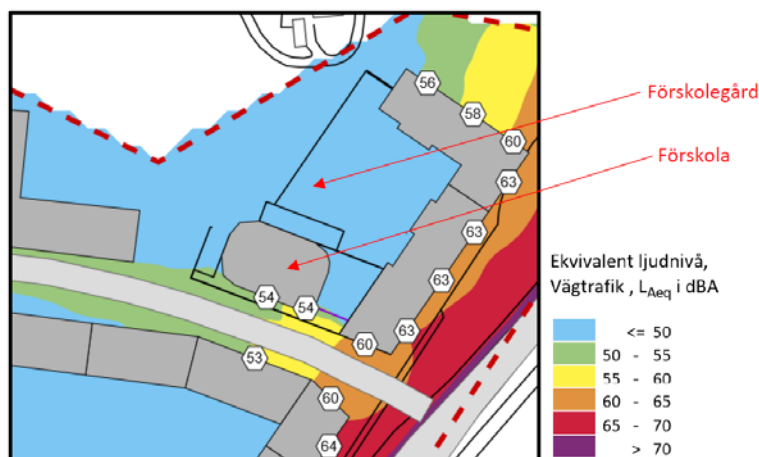 56
58
60
63
63
63
63
54
54
60
53
60
64
Förskolegård
Förskola
Ekvivalent ljudnivå,
Vägtrafik , LAeq i dBA
<= 50
50 - 55
55 - 60
60 - 65
65 - 70
> 70